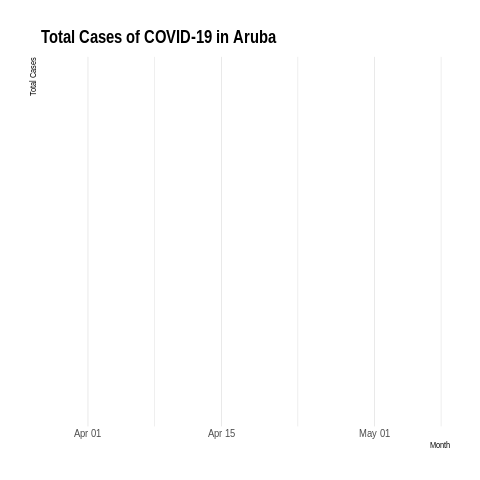 Total Cases of COVID-19 in Aruba
Total Cases
Apr 01
Apr 15
May 01
Month